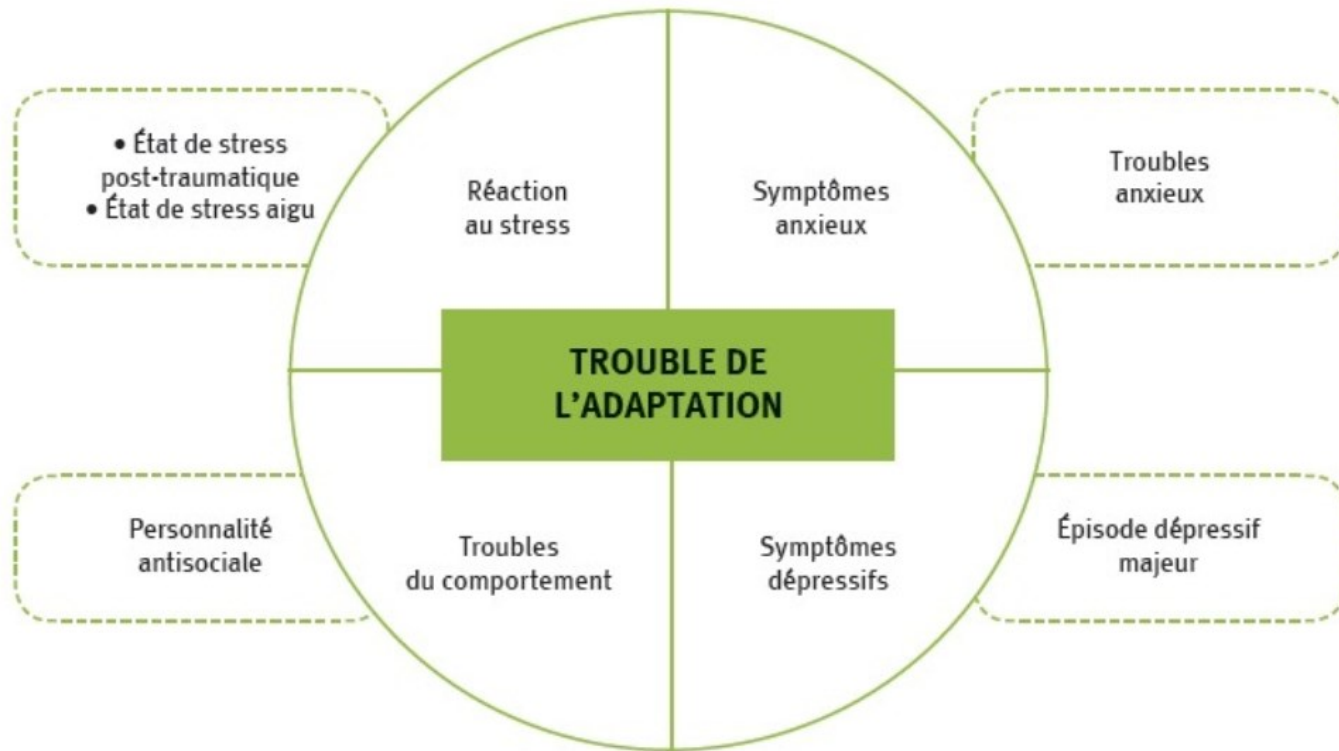 • État de stress
post-traumatique
• État de stress aigu
Réaction
au stress
Symptômes
anxieux
Troubles
anxieux
TROUBLE DE
L’ADAPTATION
Personnalité
antisociale
Troubles
du comportement
Symptômes
dépressifs
Épisode dépressif
majeur